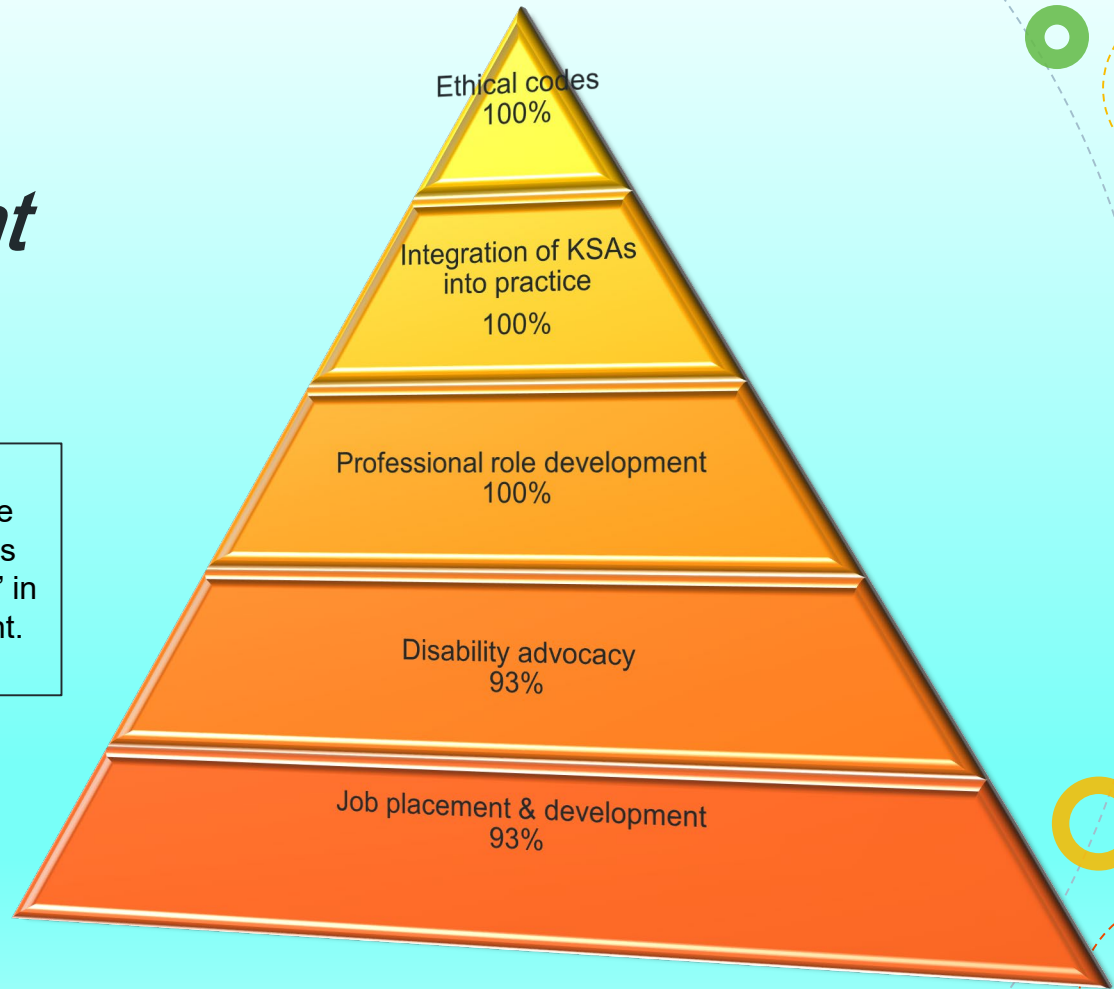 Ethical codes
100%
Integration of KSAs
into practice
100%
Professional role development
100%
Disability advocacy
93%
Job placement & development
93%
” in